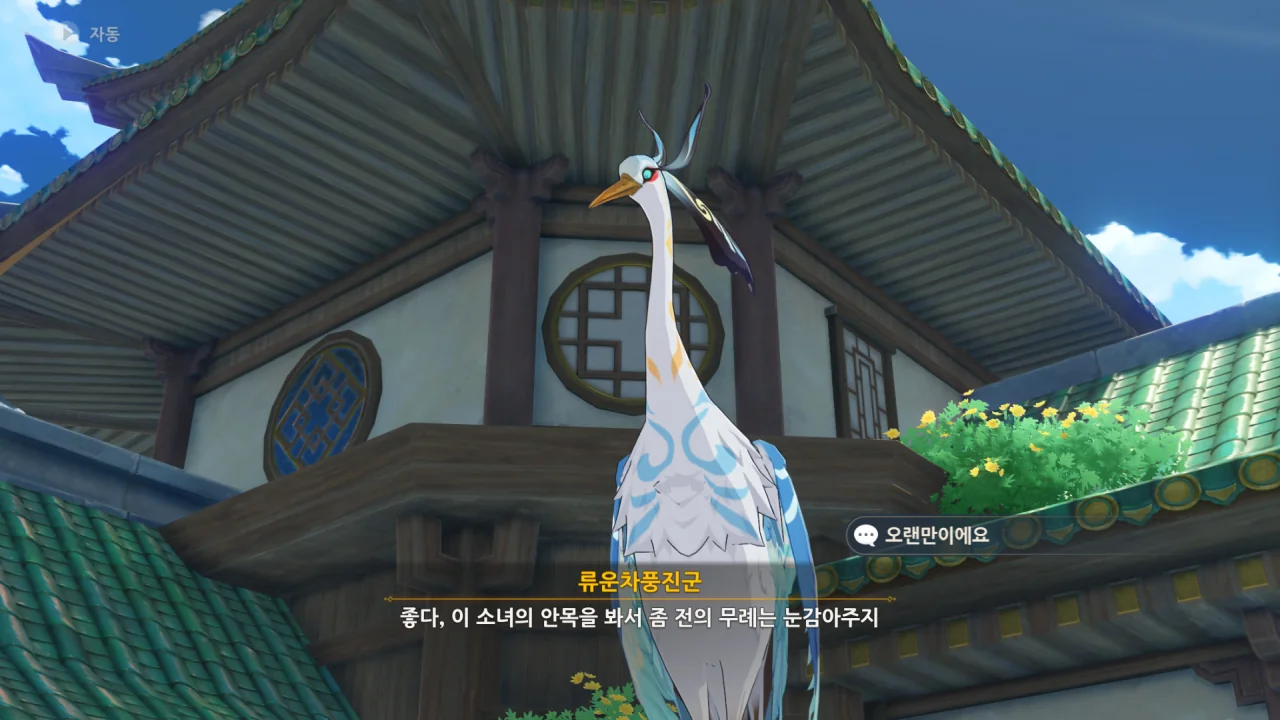 자동
오랜만이에요
류운차풍진군
좋다, 이 소녀의 안목을 봐서 좀 전의 무례는 눈감아주지